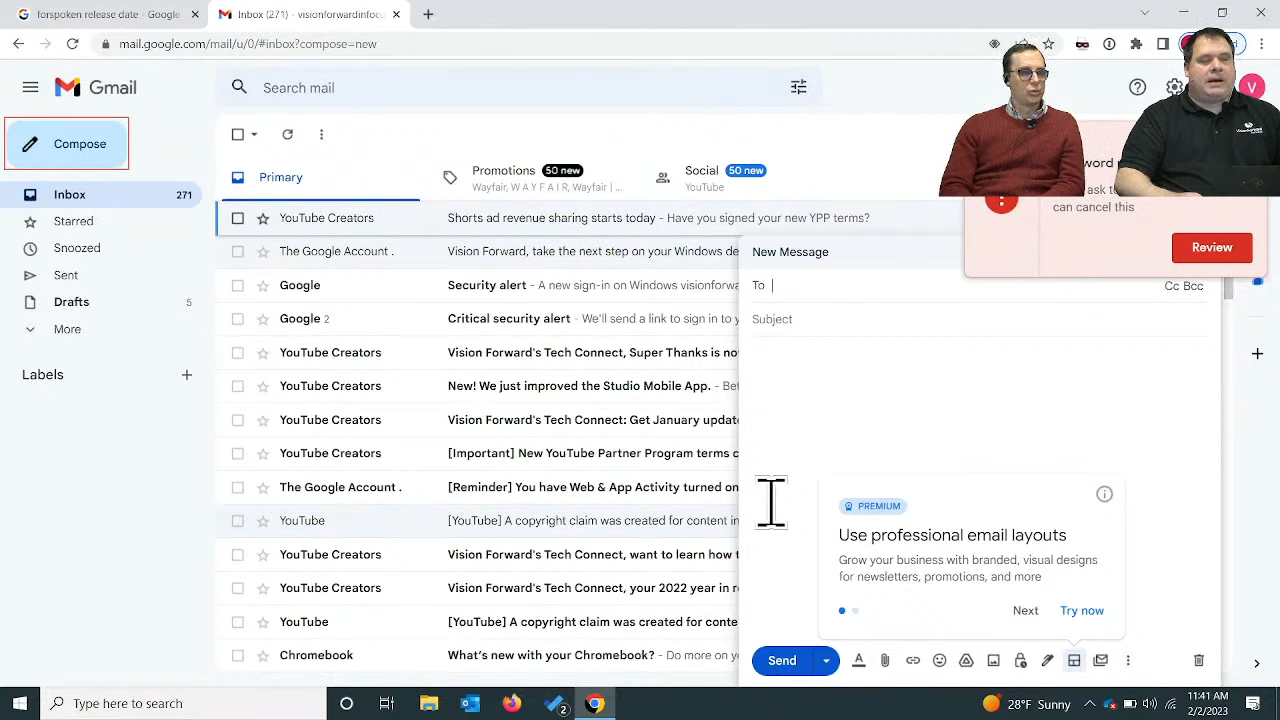 forspoken release date - Google
Inbox (271) - visionforwardinfoc
mail.google.com/mail/u/0/#inbox?compose=new
Gmail
Search mail
V
Compose
Inbox 271
Starred
Snoozed
Sent
Drafts 5
More
Labels
Primary
Promotions 50 new
Wayfair, W A Y F A I R, Wayfair | ...
Social 50 new
YouTube
YouTube Creators Shorts ad revenue sharing starts today - Have you signed your new YPP terms?
The Google Account . Vision Forward, take the next step on your Windows de
Google Security alert - A new sign-on in Windows visionforwa
Google 2 Critical security alert - We'll send a link to sign in to y
YouTube Creators Vision Forward's Tech Connect, Super Thanks is no
YouTube Creators New! We just improved the Studio Mobile App. - Bet
YouTube Creators Vision Forward's Tech Connect: Get January update
YouTube Creators [Important] New YouTube Partner Program terms c
The Google Account . [Reminder] You have Web & App Activity turned on
YouTube [YouTube] A copyright claim was created for content in
YouTube Creators Vision Forward's Tech Connect, want to learn how t
YouTube Creators Vision Forward's Tech Connect, your 2022 year in re
YouTube [YouTube] A copyright claim was created for conte
Chromebook What's new with your Chromebook? - Do more on y
can cancel this
Review
New Message
To Cc Bcc
Subject
PREMIUM
Use professional email layouts
Grow your business with branded, visual designs
for newsletters, promotions, and more
Next Try now
Send
Type here to search
2
28°F Sunny
11:41 AM
2/2/2023